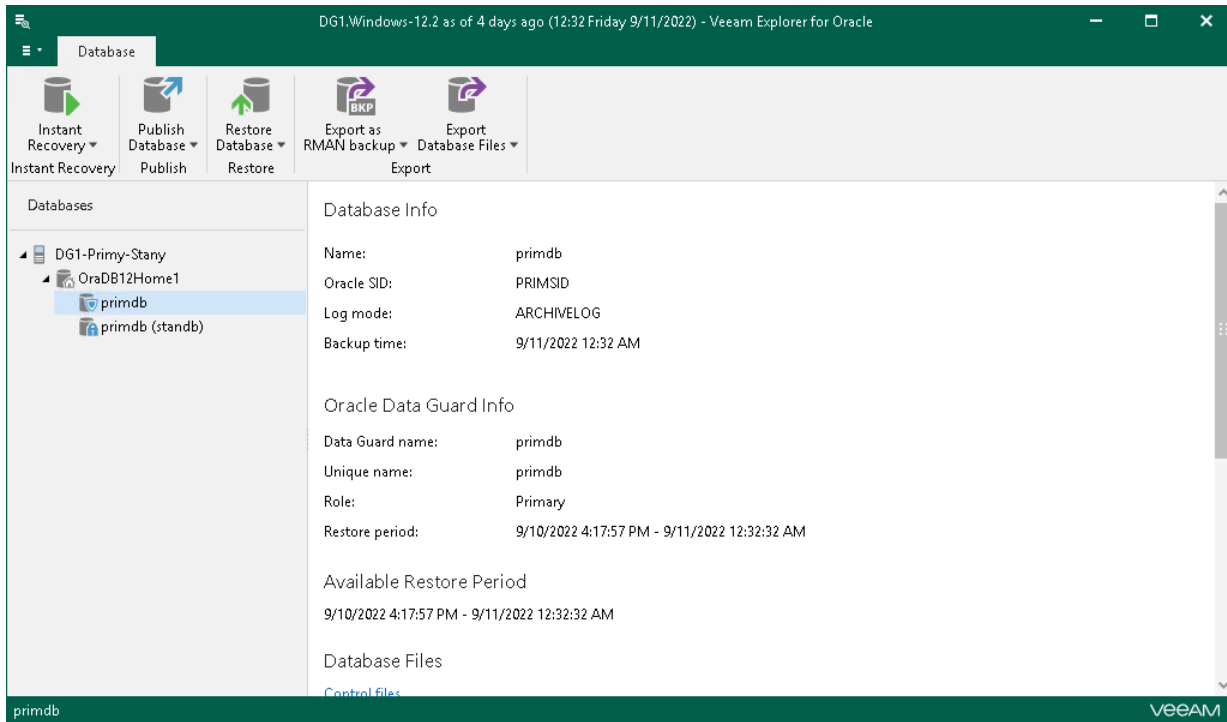 DG1.Windows-12.2 as of 4 days ago (12:32 Friday 9/11/2022) - Veeam Explorer for Oracle
Database
Instant Recovery
Publish Database
Restore Database
Export as RMAN backup
BKP
Export Database Files
Instant Recovery
Publish
Restore
Export
Databases
DG1-Primy-Stany
OraDB12Home1
primdb
primdb (standb)
Database Info
Name: primdb
Oracle SID: PRIMSID
Log mode: ARCHIVELOG
Backup time: 9/11/2022 12:32 AM
Oracle Data Guard Info
Data Guard name: primdb
Unique name: primdb
Role: Primary
Restore period: 9/10/2022 4:17:57 PM - 9/11/2022 12:32:32 AM
Available Restore Period
9/10/2022 4:17:57 PM - 9/11/2022 12:32:32 AM
Database Files
Control files
primdb
veeAM